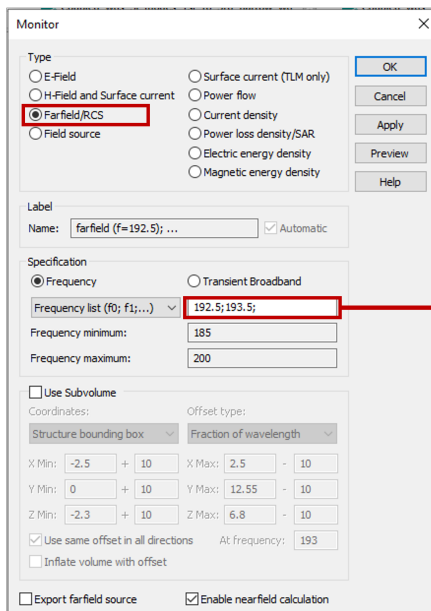 Monitor
Type
E-Field
Surface current (TLM only)
OK
H-Field and Surface current
Power flow
Cancel
Farfield/RCS
Current density
Apply
Field source
Power loss density/SAR
Electric energy density
Preview
Magnetic energy density
Help
Label
Name: farfield (f=192.5); ... Automatic
Specification
Frequency Transient Broadband
Frequency list (f0; f1;...) 192.5;193.5;
Frequency minimum: 185
Frequency maximum: 200
Use Subvolume
Coordinates: Offset type:
Structure bounding box Fraction of wavelength
X Min: -2.5 + 10 X Max: 2.5 - 10
Y Min: 0 + 10 Y Max: 12.55 - 10
Z Min: -2.3 + 10 Z Max: 6.8 - 10
Use same offset in all directions At frequency: 193
Inflate volume with offset
Export farfield source Enable nearfield calculation